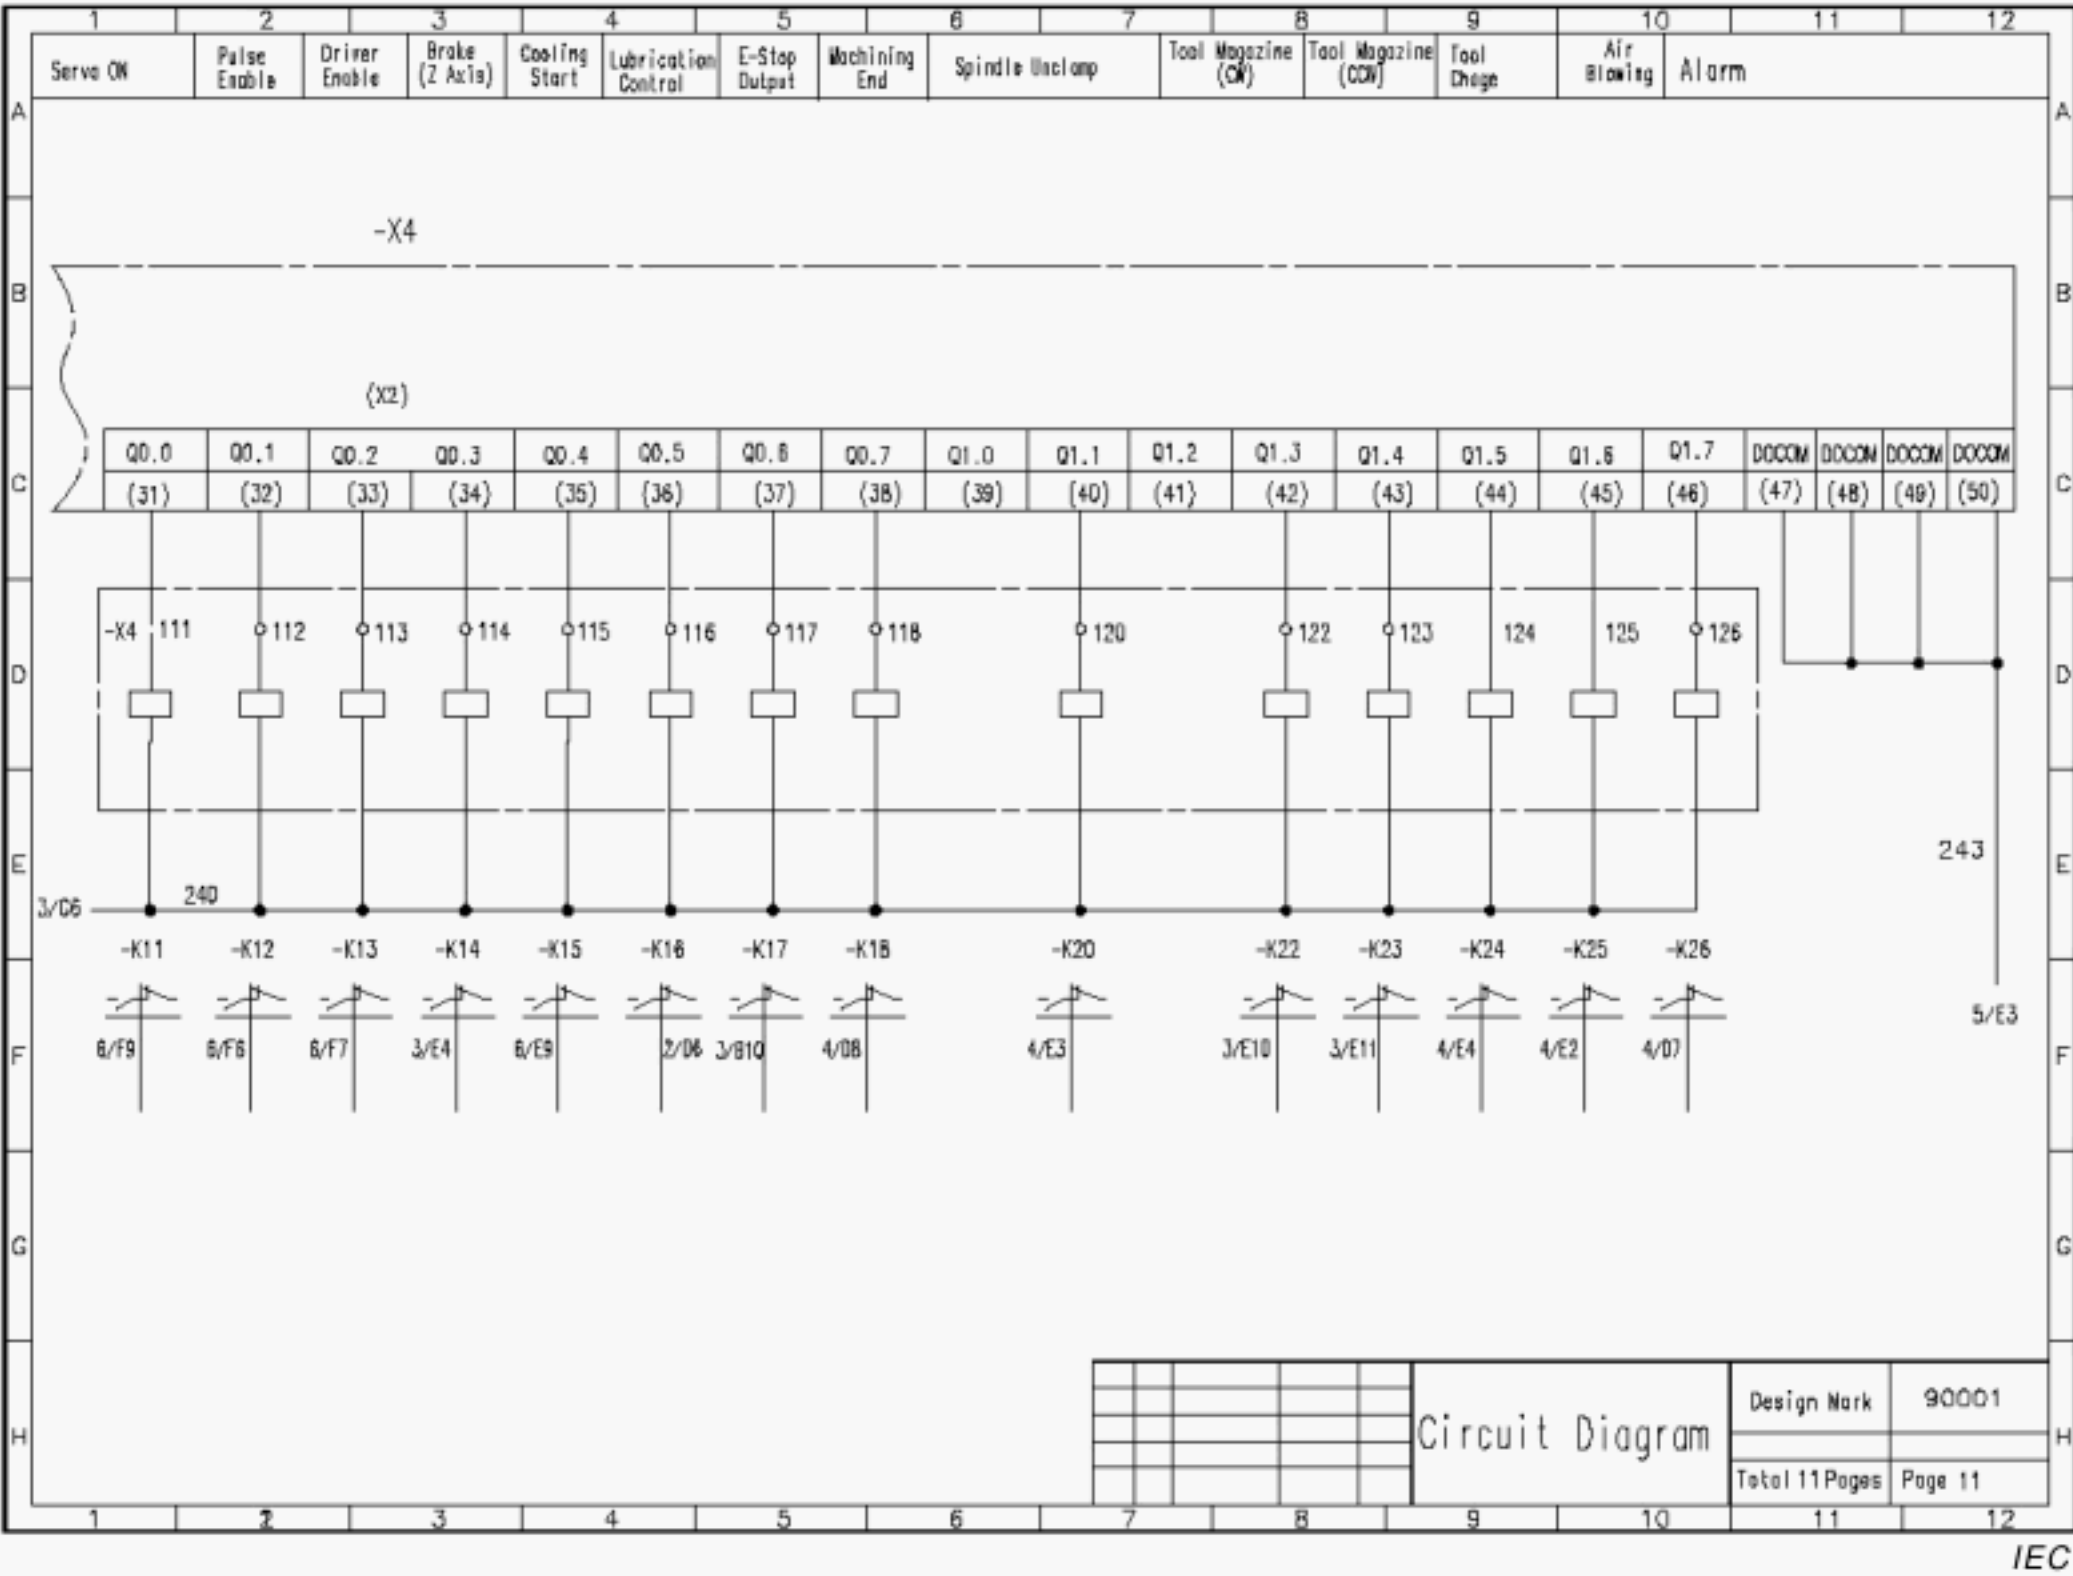 1 2 3 4 5 6 7 8 9 10 11 12
Servo ON
Pulse
Enable
Driver
Enable
Brake
(Z Axis)
Cooling
Start
Lubrication
Control
E-Stop
Output
Machining
End
Spindle Unclamp
Tool Magazine
(CW)
Tool Magazine
(CCW)
Tool
Chage
Air
Blowing
Alarm
A A
-X4
B B
(X2)
Q0.0 Q0.1 Q0.2 Q0.3 Q0.4 Q0.5 Q0.6 Q0.7 Q1.0 Q1.1 Q1.2 Q1.3 Q1.4 Q1.5 Q1.6 Q1.7 DOCOM DOCOM DOCOM DOCOM
C C
(31) (32) (33) (34) (35) (36) (37) (38) (39) (40) (41) (42) (43) (44) (45) (46) (47) (48) (49) (50)
-X4 111 112 113 114 115 116 117 118 120 122 123 124 125 126
D D
243
E E
3/C6 240
-K11 -K12 -K13 -K14 -K15 -K16 -K17 -K18 -K20 -K22 -K23 -K24 -K25 -K26
5/E3
6/F9 6/F6 6/F7 3/E4 6/E9 2/D6 3/B10 4/D8 4/E3 3/E10 3/E11 4/E4 4/E2 4/D7
F F
G G
Design Mark 90001
Circuit Diagram
H H
Total 11 Pages Page 11
1 2 3 4 5 6 7 8 9 10 11 12
IEC